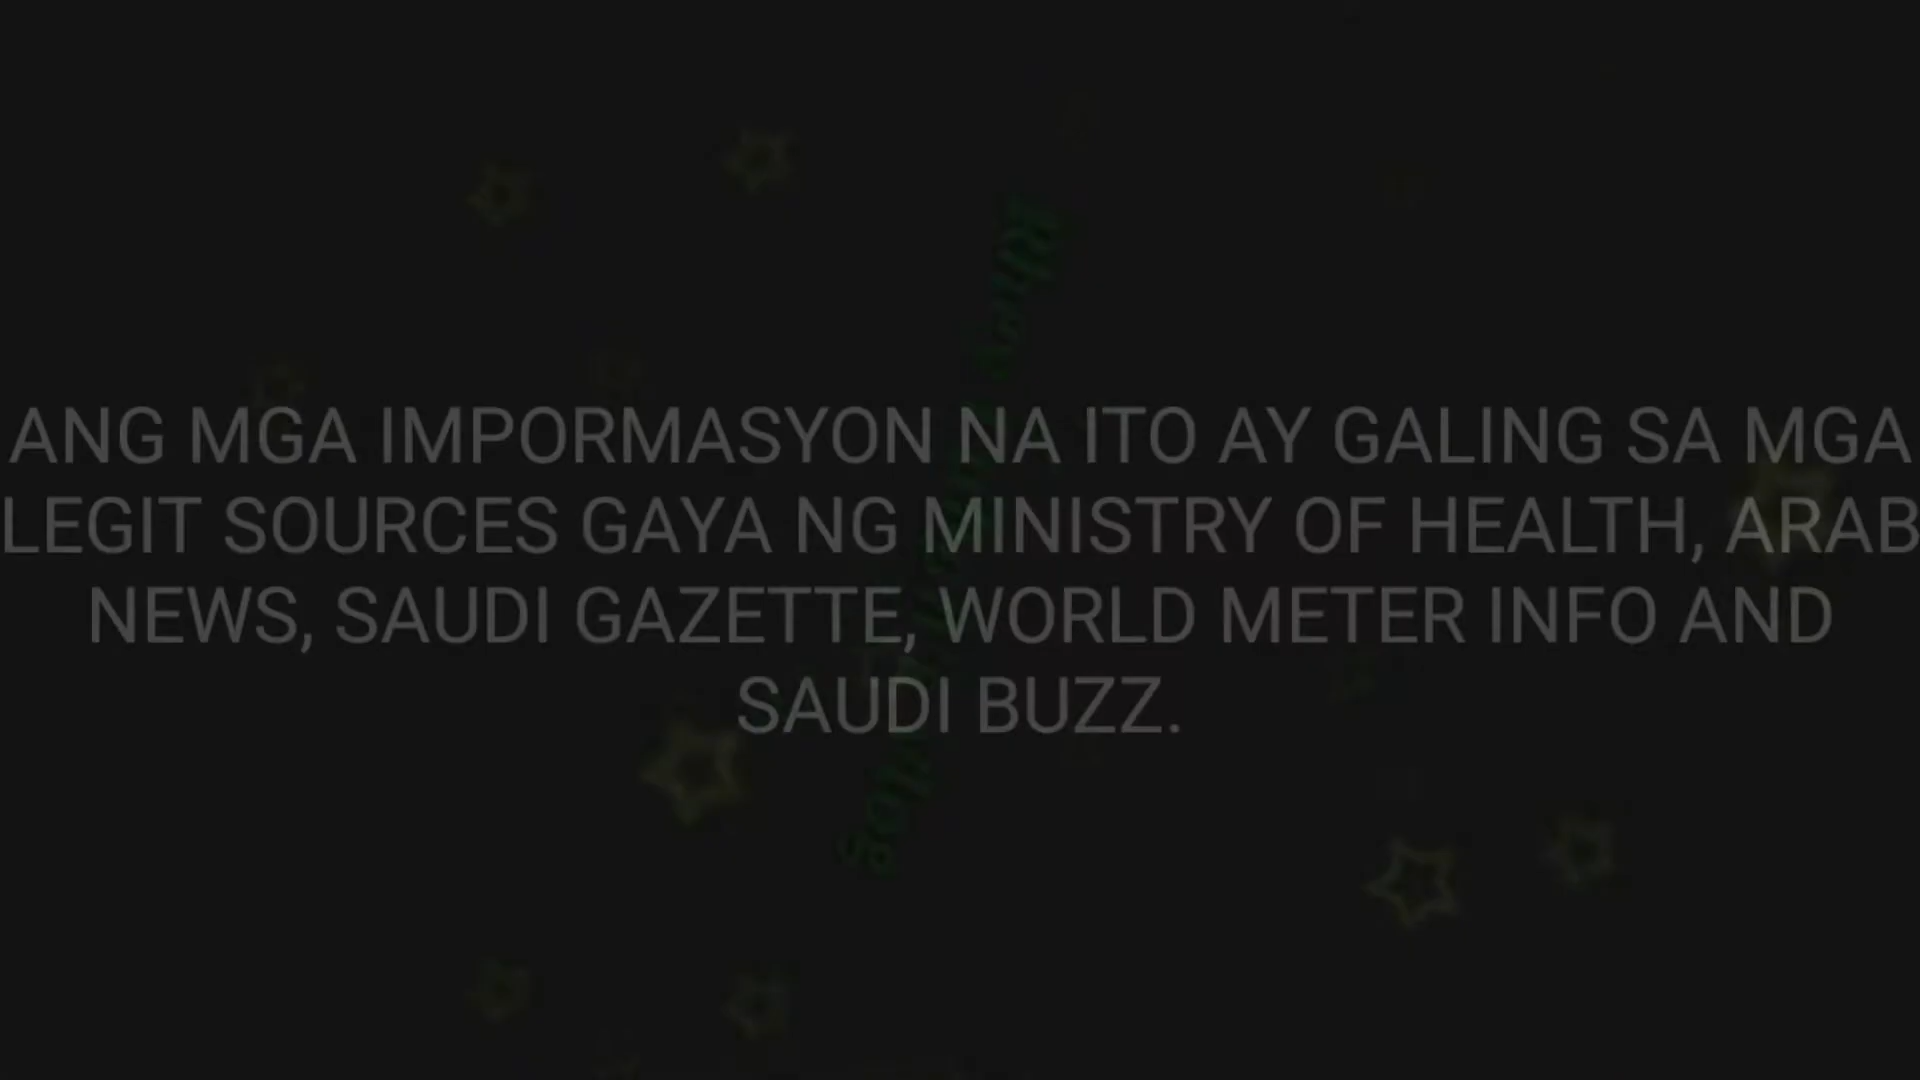 ANG MGA IMPORMASYON NA ITO AY GALING SA MGA
LEGIT SOURCES GAYA NG MINISTRY OF HEALTH, ARAB
NEWS, SAUDI GAZETTE, WORLD METER INFO AND
SAUDI BUZZ.